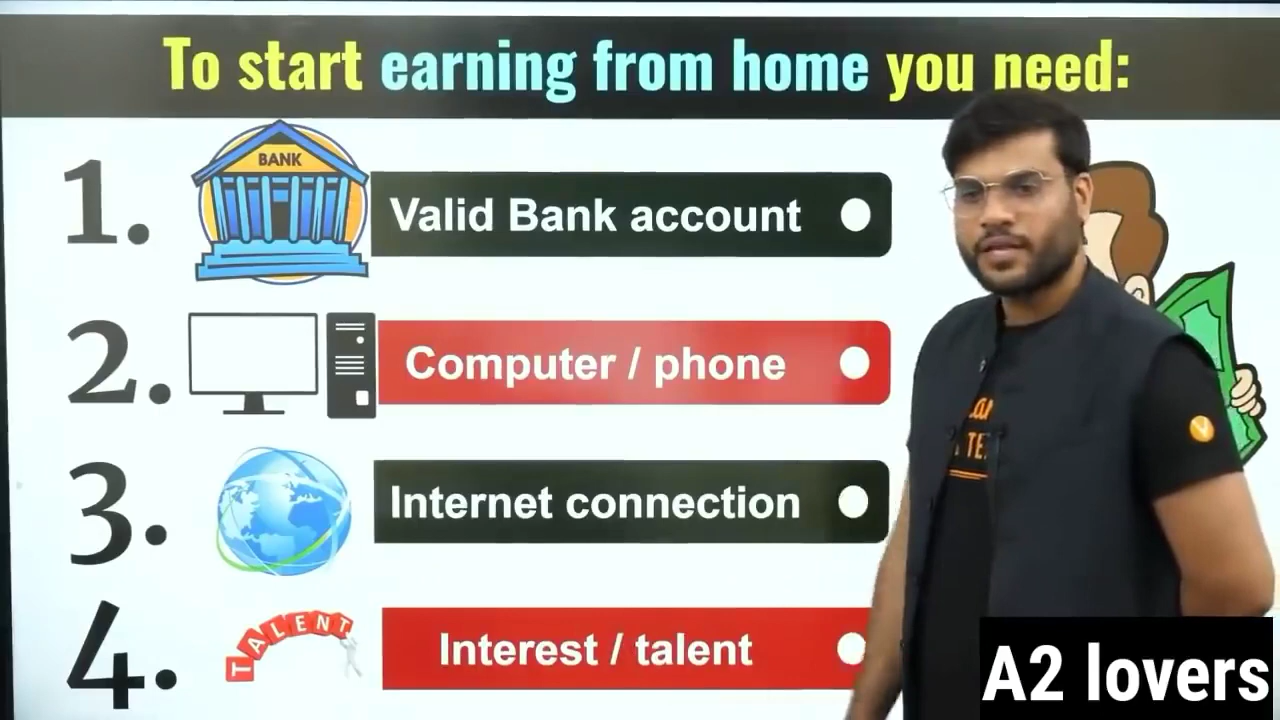 To start earning from home you need:
1.
BANK
Valid Bank account
2.
Computer / phone
3.
Internet connection
4.
TALENT
Interest / talent
A2 lovers